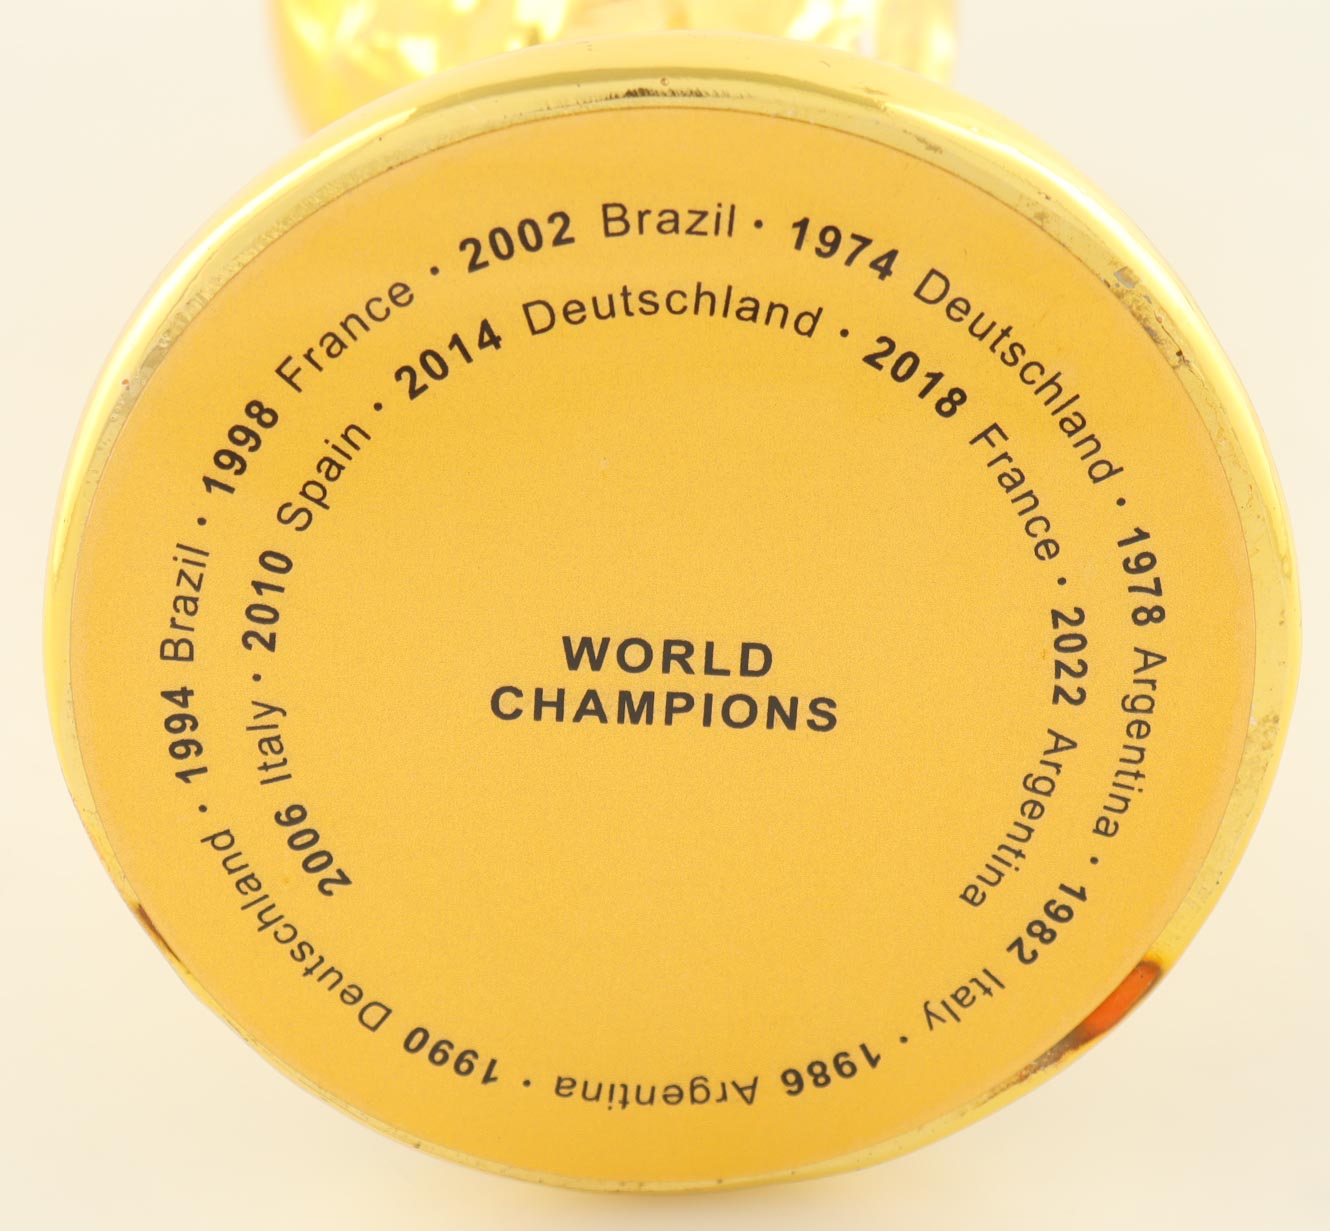 1974 Deutschland · 1978 Argentina · 1982 Italy · 1986 Argentina · 1990 Deutschland · 1994 Brazil · 1998 France · 2002 Brazil ·
2006 Italy · 2010 Spain · 2014 Deutschland · 2018 France · 2022 Argentina
WORLD
CHAMPIONS